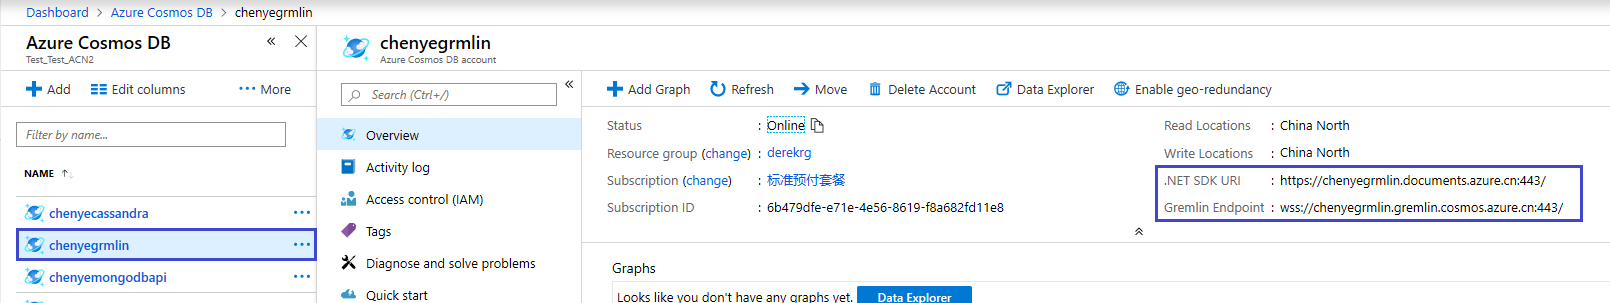 Dashboard > Azure Cosmos DB > chenyegrmlin
Azure Cosmos DB
Test_Test_ACN2
Add
Edit columns
More
Filter by name...
NAME
chenyecassandra
chenyegrmlin
chenyemongodbapi
chenyegrmlin
Azure Cosmos DB account
Search (Ctrl+/)
Overview
Activity log
Access control (IAM)
Tags
Diagnose and solve problems
Quick start
Add Graph
Refresh
Move
Delete Account
Data Explorer
Enable geo-redundancy
Status : Online
Resource group (change) : derekrg
Subscription (change) : 标准预付套餐
Subscription ID : 6b479dfe-e71e-4e56-8619-f8a682fd11e8
Read Locations : China North
Write Locations : China North
.NET SDK URI : https://chenyegrmlin.documents.azure.cn:443/
Gremlin Endpoint : wss://chenyegrmlin.gremlin.cosmos.azure.cn:443/
Graphs
Looks like you don't have any graphs yet.
Data Explorer